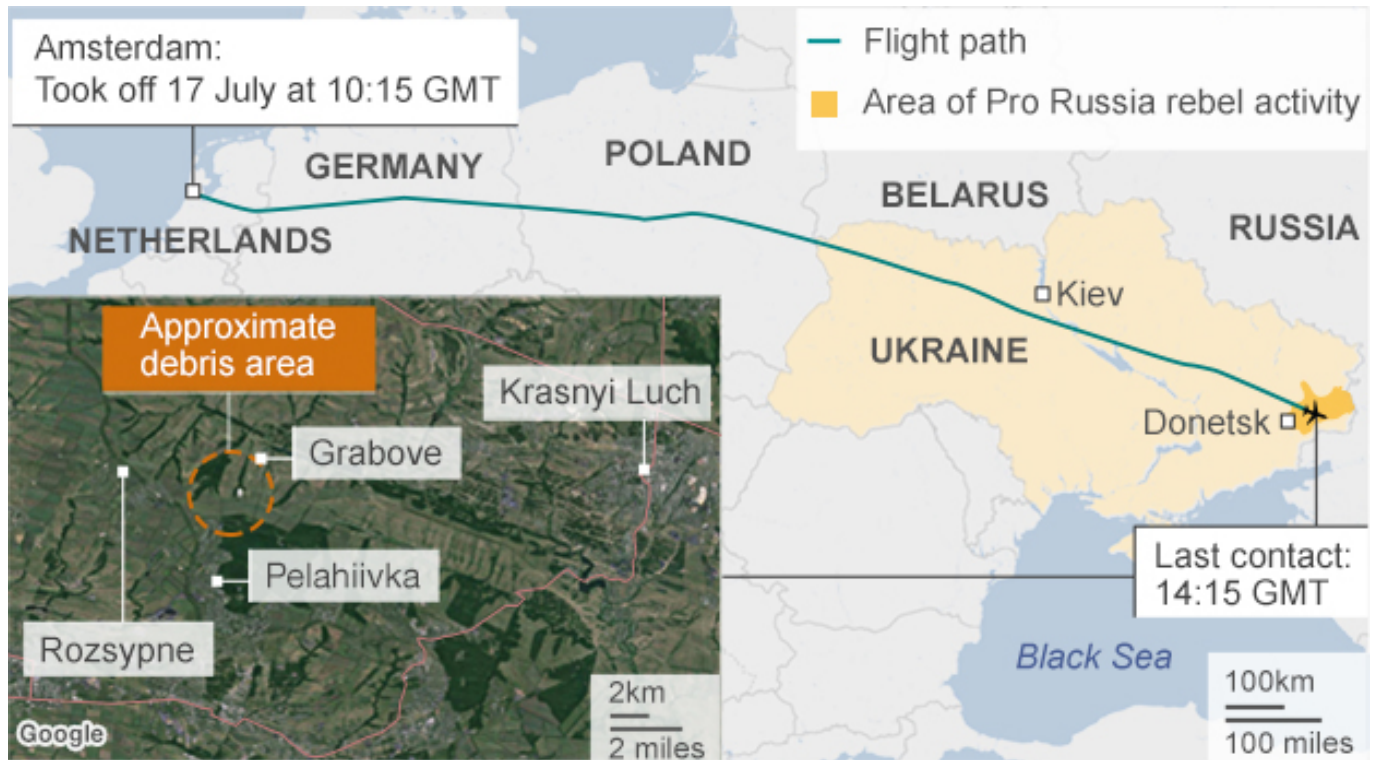 Amsterdam:
Took off 17 July at 10:15 GMT
Flight path
Area of Pro Russia rebel activity
GERMANY
POLAND
BELARUS
RUSSIA
NETHERLANDS
Kiev
UKRAINE
Donetsk
Last contact:
14:15 GMT
Black Sea
100km
100 miles
Approximate
debris area
Krasnyi Luch
Grabove
Pelahiivka
Rozsypne
2km
2 miles
Google